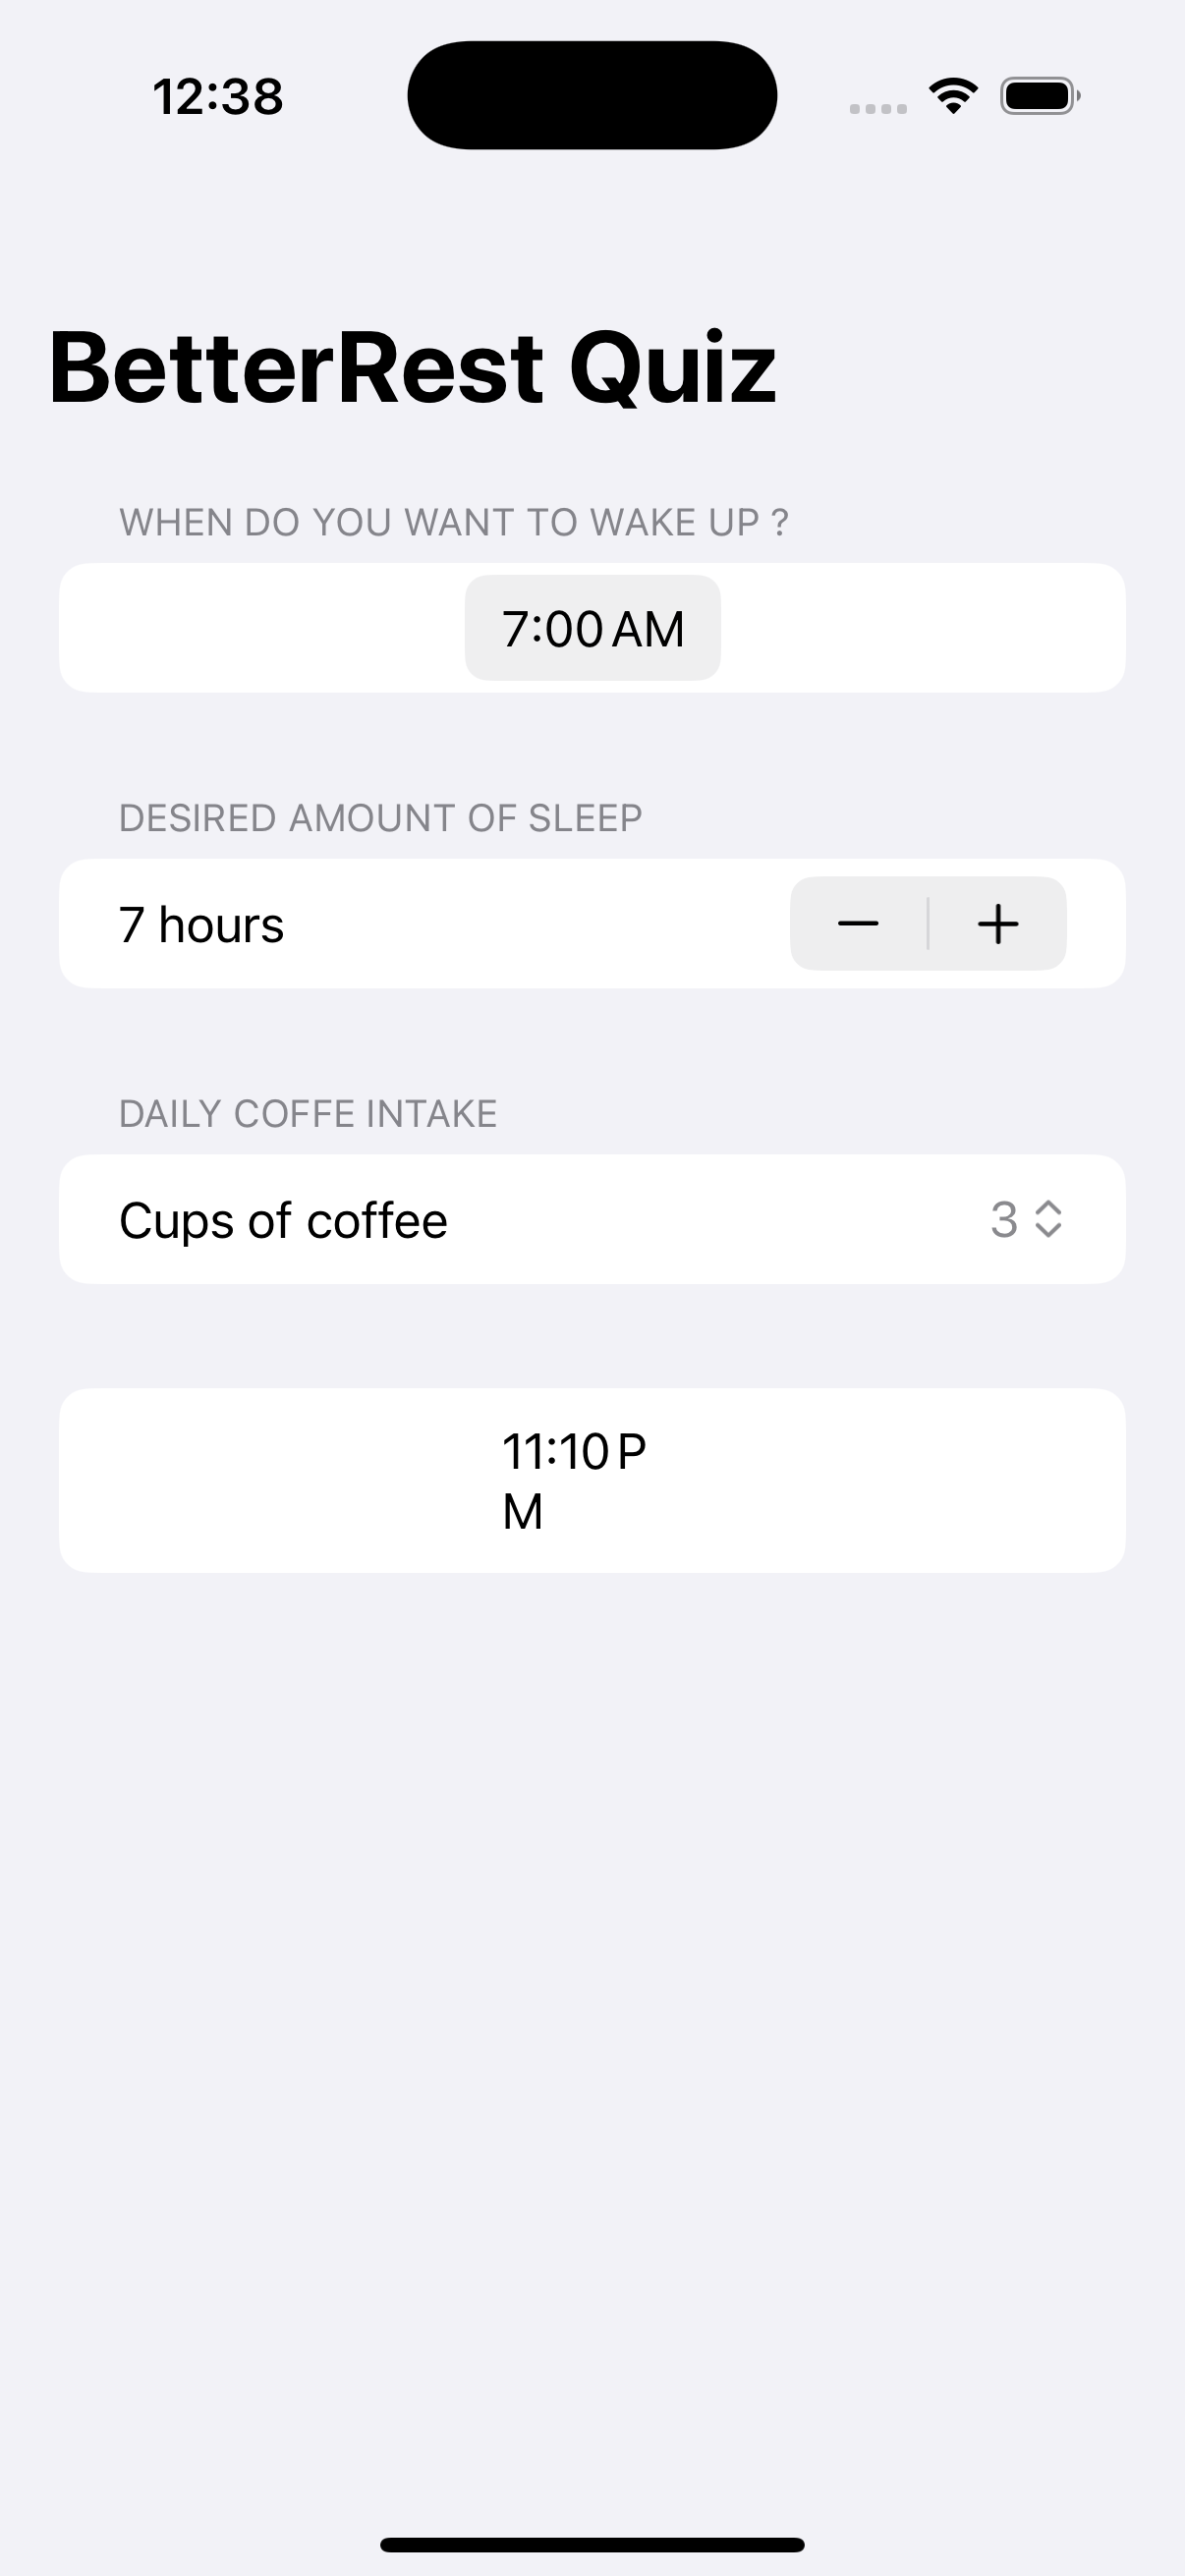 12:38
BetterRest Quiz
WHEN DO YOU WANT TO WAKE UP ?
7:00 AM
DESIRED AMOUNT OF SLEEP
7 hours
DAILY COFFE INTAKE
Cups of coffee 3
11:10 P
M